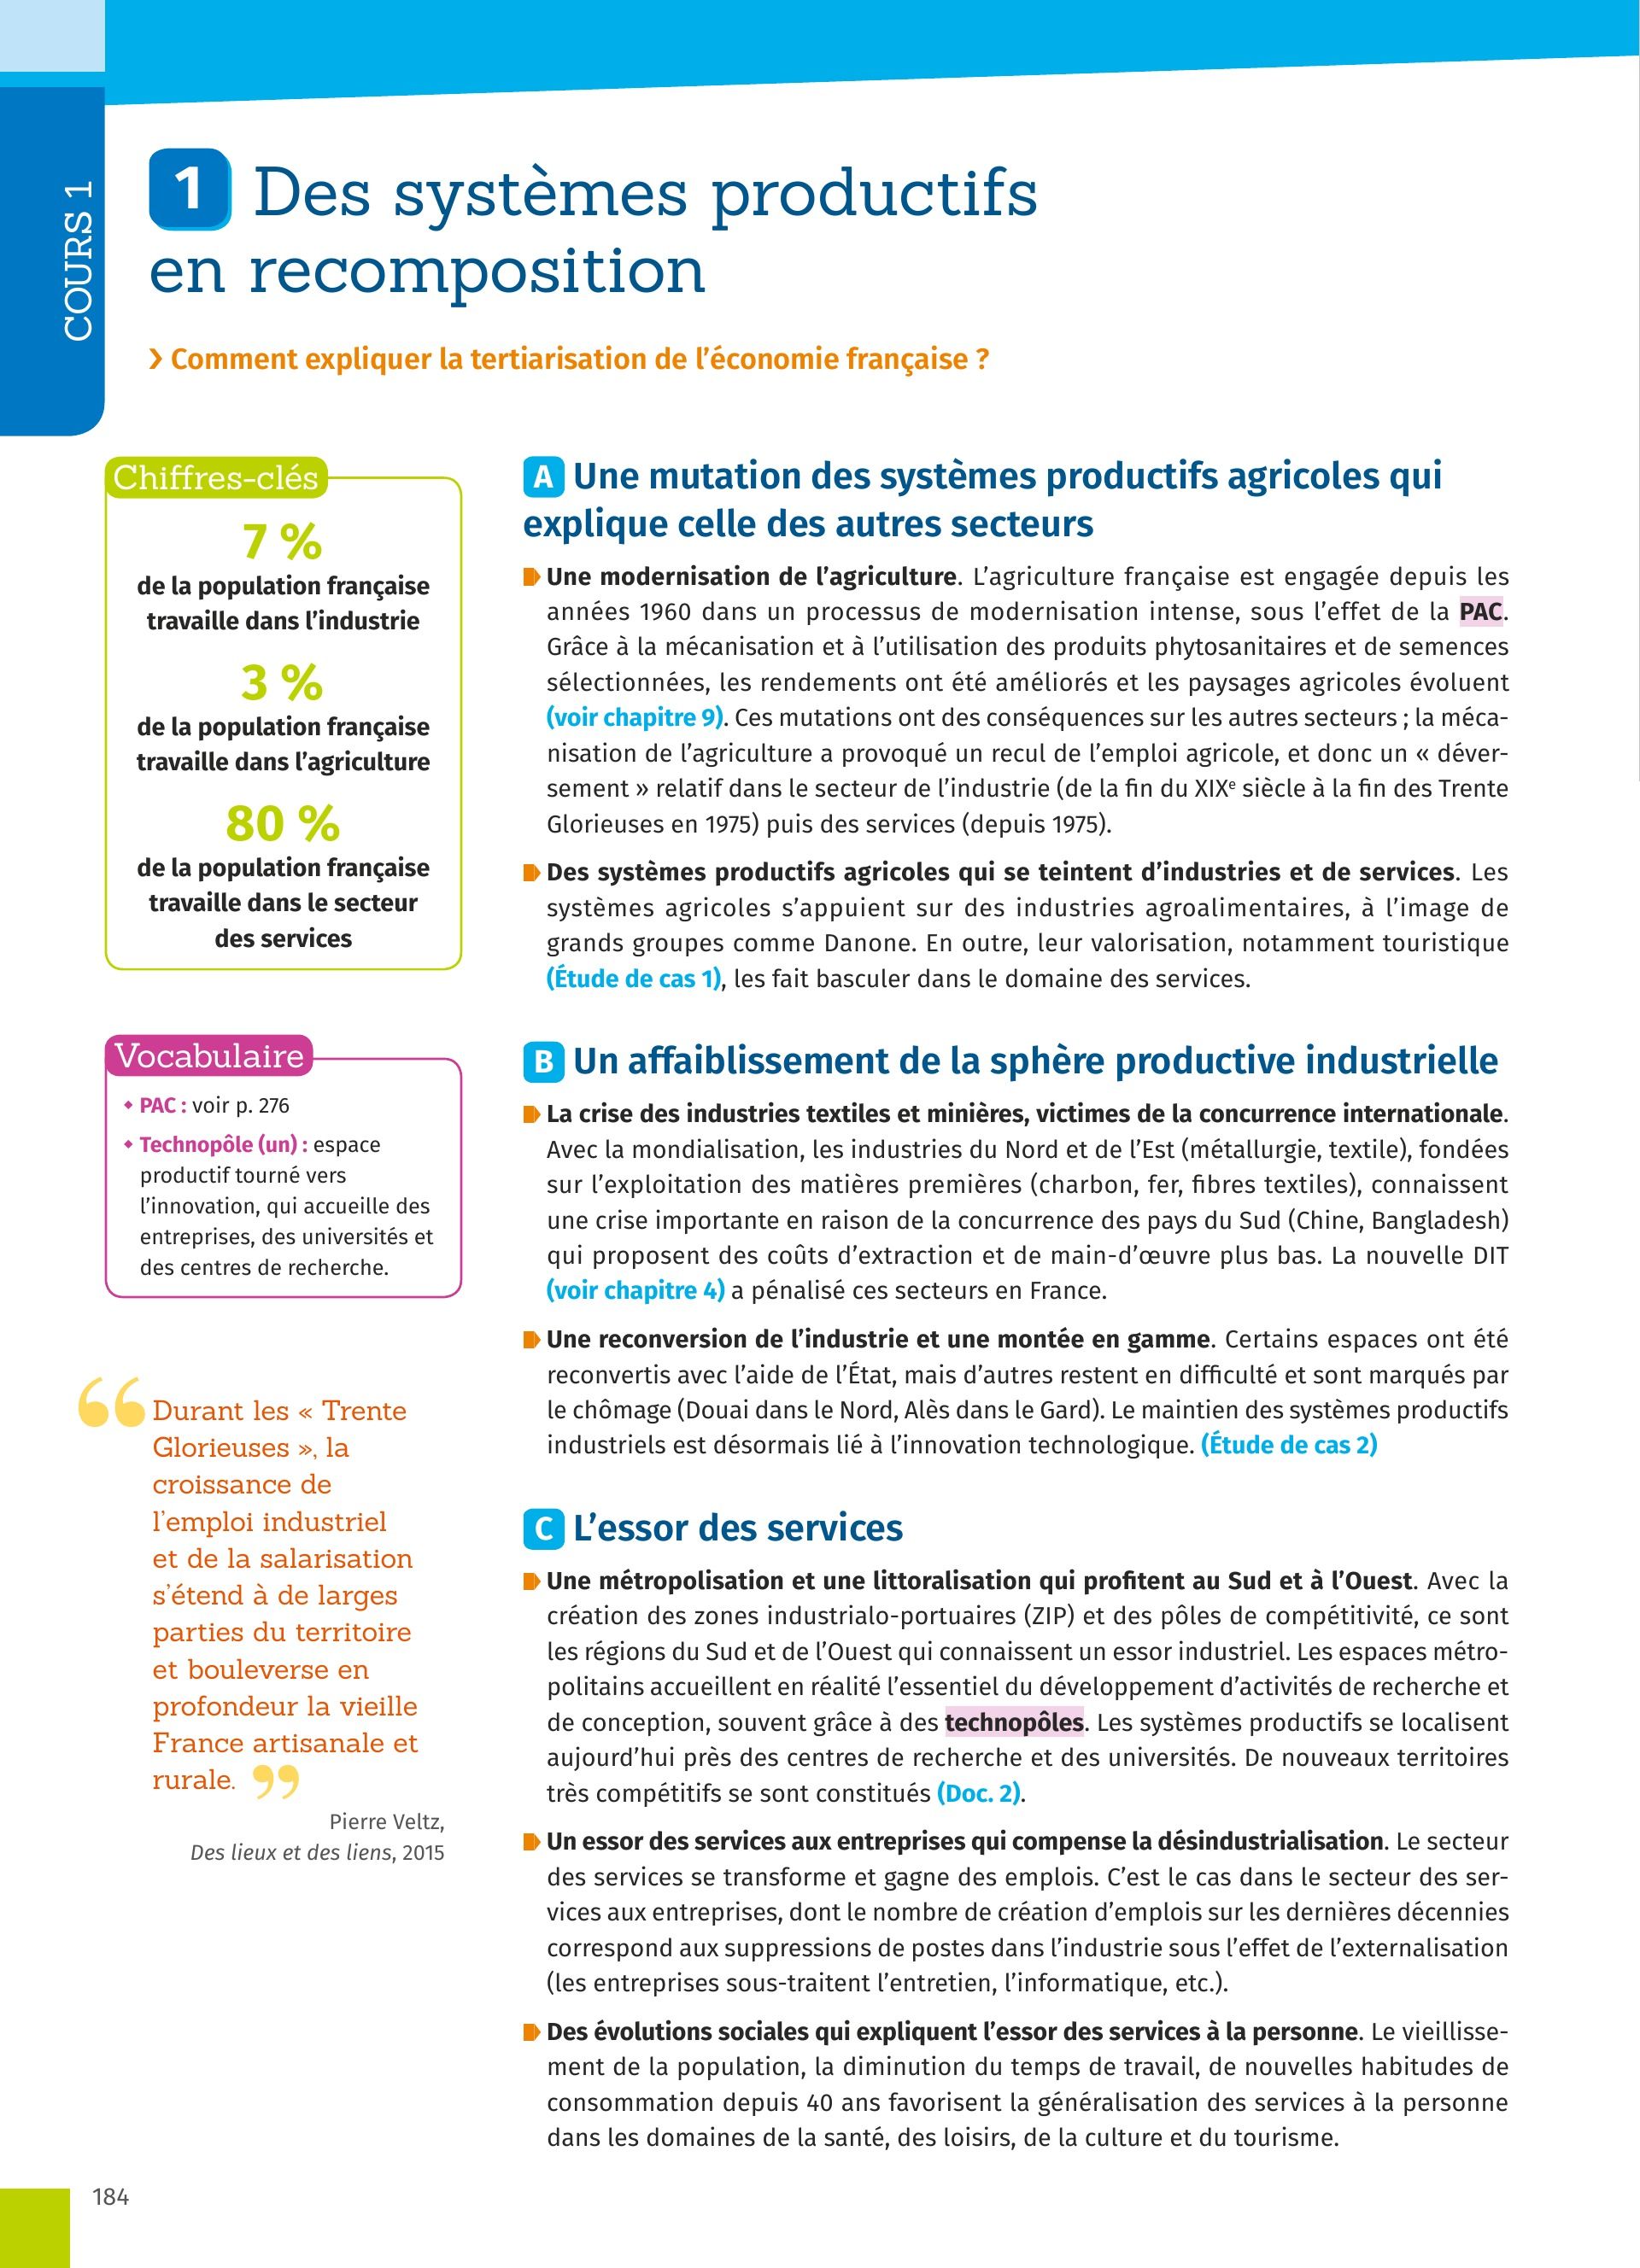 COURS 1
1 Des systèmes productifs
en recomposition
› Comment expliquer la tertiarisation de l’économie française ?
Chiffres-clés
7 %
de la population française
travaille dans l’industrie
3 %
de la population française
travaille dans l’agriculture
80 %
de la population française
travaille dans le secteur
des services
Vocabulaire
PAC : voir p. 276
Technopôle (un) : espace
productif tourné vers
l’innovation, qui accueille des
entreprises, des universités et
des centres de recherche.
“ Durant les « Trente
Glorieuses », la
croissance de
l’emploi industriel
et de la salarisation
s’étend à de larges
parties du territoire
et bouleverse en
profondeur la vieille
France artisanale et
rurale. ”
Pierre Veltz,
Des lieux et des liens, 2015
A Une mutation des systèmes productifs agricoles qui
explique celle des autres secteurs
Une modernisation de l’agriculture. L’agriculture française est engagée depuis les
années 1960 dans un processus de modernisation intense, sous l’effet de la PAC.
Grâce à la mécanisation et à l’utilisation des produits phytosanitaires et de semences
sélectionnées, les rendements ont été améliorés et les paysages agricoles évoluent
(voir chapitre 9). Ces mutations ont des conséquences sur les autres secteurs ; la méca-
nisation de l’agriculture a provoqué un recul de l’emploi agricole, et donc un « déver-
sement » relatif dans le secteur de l’industrie (de la fin du XIXe siècle à la fin des Trente
Glorieuses en 1975) puis des services (depuis 1975).
Des systèmes productifs agricoles qui se teintent d’industries et de services. Les
systèmes agricoles s’appuient sur des industries agroalimentaires, à l’image de
grands groupes comme Danone. En outre, leur valorisation, notamment touristique
(Étude de cas 1), les fait basculer dans le domaine des services.
B Un affaiblissement de la sphère productive industrielle
La crise des industries textiles et minières, victimes de la concurrence internationale.
Avec la mondialisation, les industries du Nord et de l’Est (métallurgie, textile), fondées
sur l’exploitation des matières premières (charbon, fer, fibres textiles), connaissent
une crise importante en raison de la concurrence des pays du Sud (Chine, Bangladesh)
qui proposent des coûts d’extraction et de main-d’œuvre plus bas. La nouvelle DIT
(voir chapitre 4) a pénalisé ces secteurs en France.
Une reconversion de l’industrie et une montée en gamme. Certains espaces ont été
reconvertis avec l’aide de l’État, mais d’autres restent en difficulté et sont marqués par
le chômage (Douai dans le Nord, Alès dans le Gard). Le maintien des systèmes productifs
industriels est désormais lié à l’innovation technologique. (Étude de cas 2)
C L’essor des services
Une métropolisation et une littoralisation qui profitent au Sud et à l’Ouest. Avec la
création des zones industrialo-portuaires (ZIP) et des pôles de compétitivité, ce sont
les régions du Sud et de l’Ouest qui connaissent un essor industriel. Les espaces métro-
politains accueillent en réalité l’essentiel du développement d’activités de recherche et
de conception, souvent grâce à des technopôles. Les systèmes productifs se localisent
aujourd’hui près des centres de recherche et des universités. De nouveaux territoires
très compétitifs se sont constitués (Doc. 2).
Un essor des services aux entreprises qui compense la désindustrialisation. Le secteur
des services se transforme et gagne des emplois. C’est le cas dans le secteur des ser-
vices aux entreprises, dont le nombre de création d’emplois sur les dernières décennies
correspond aux suppressions de postes dans l’industrie sous l’effet de l’externalisation
(les entreprises sous-traitent l’entretien, l’informatique, etc.).
Des évolutions sociales qui expliquent l’essor des services à la personne. Le vieillisse-
ment de la population, la diminution du temps de travail, de nouvelles habitudes de
consommation depuis 40 ans favorisent la généralisation des services à la personne
dans les domaines de la santé, des loisirs, de la culture et du tourisme.
184